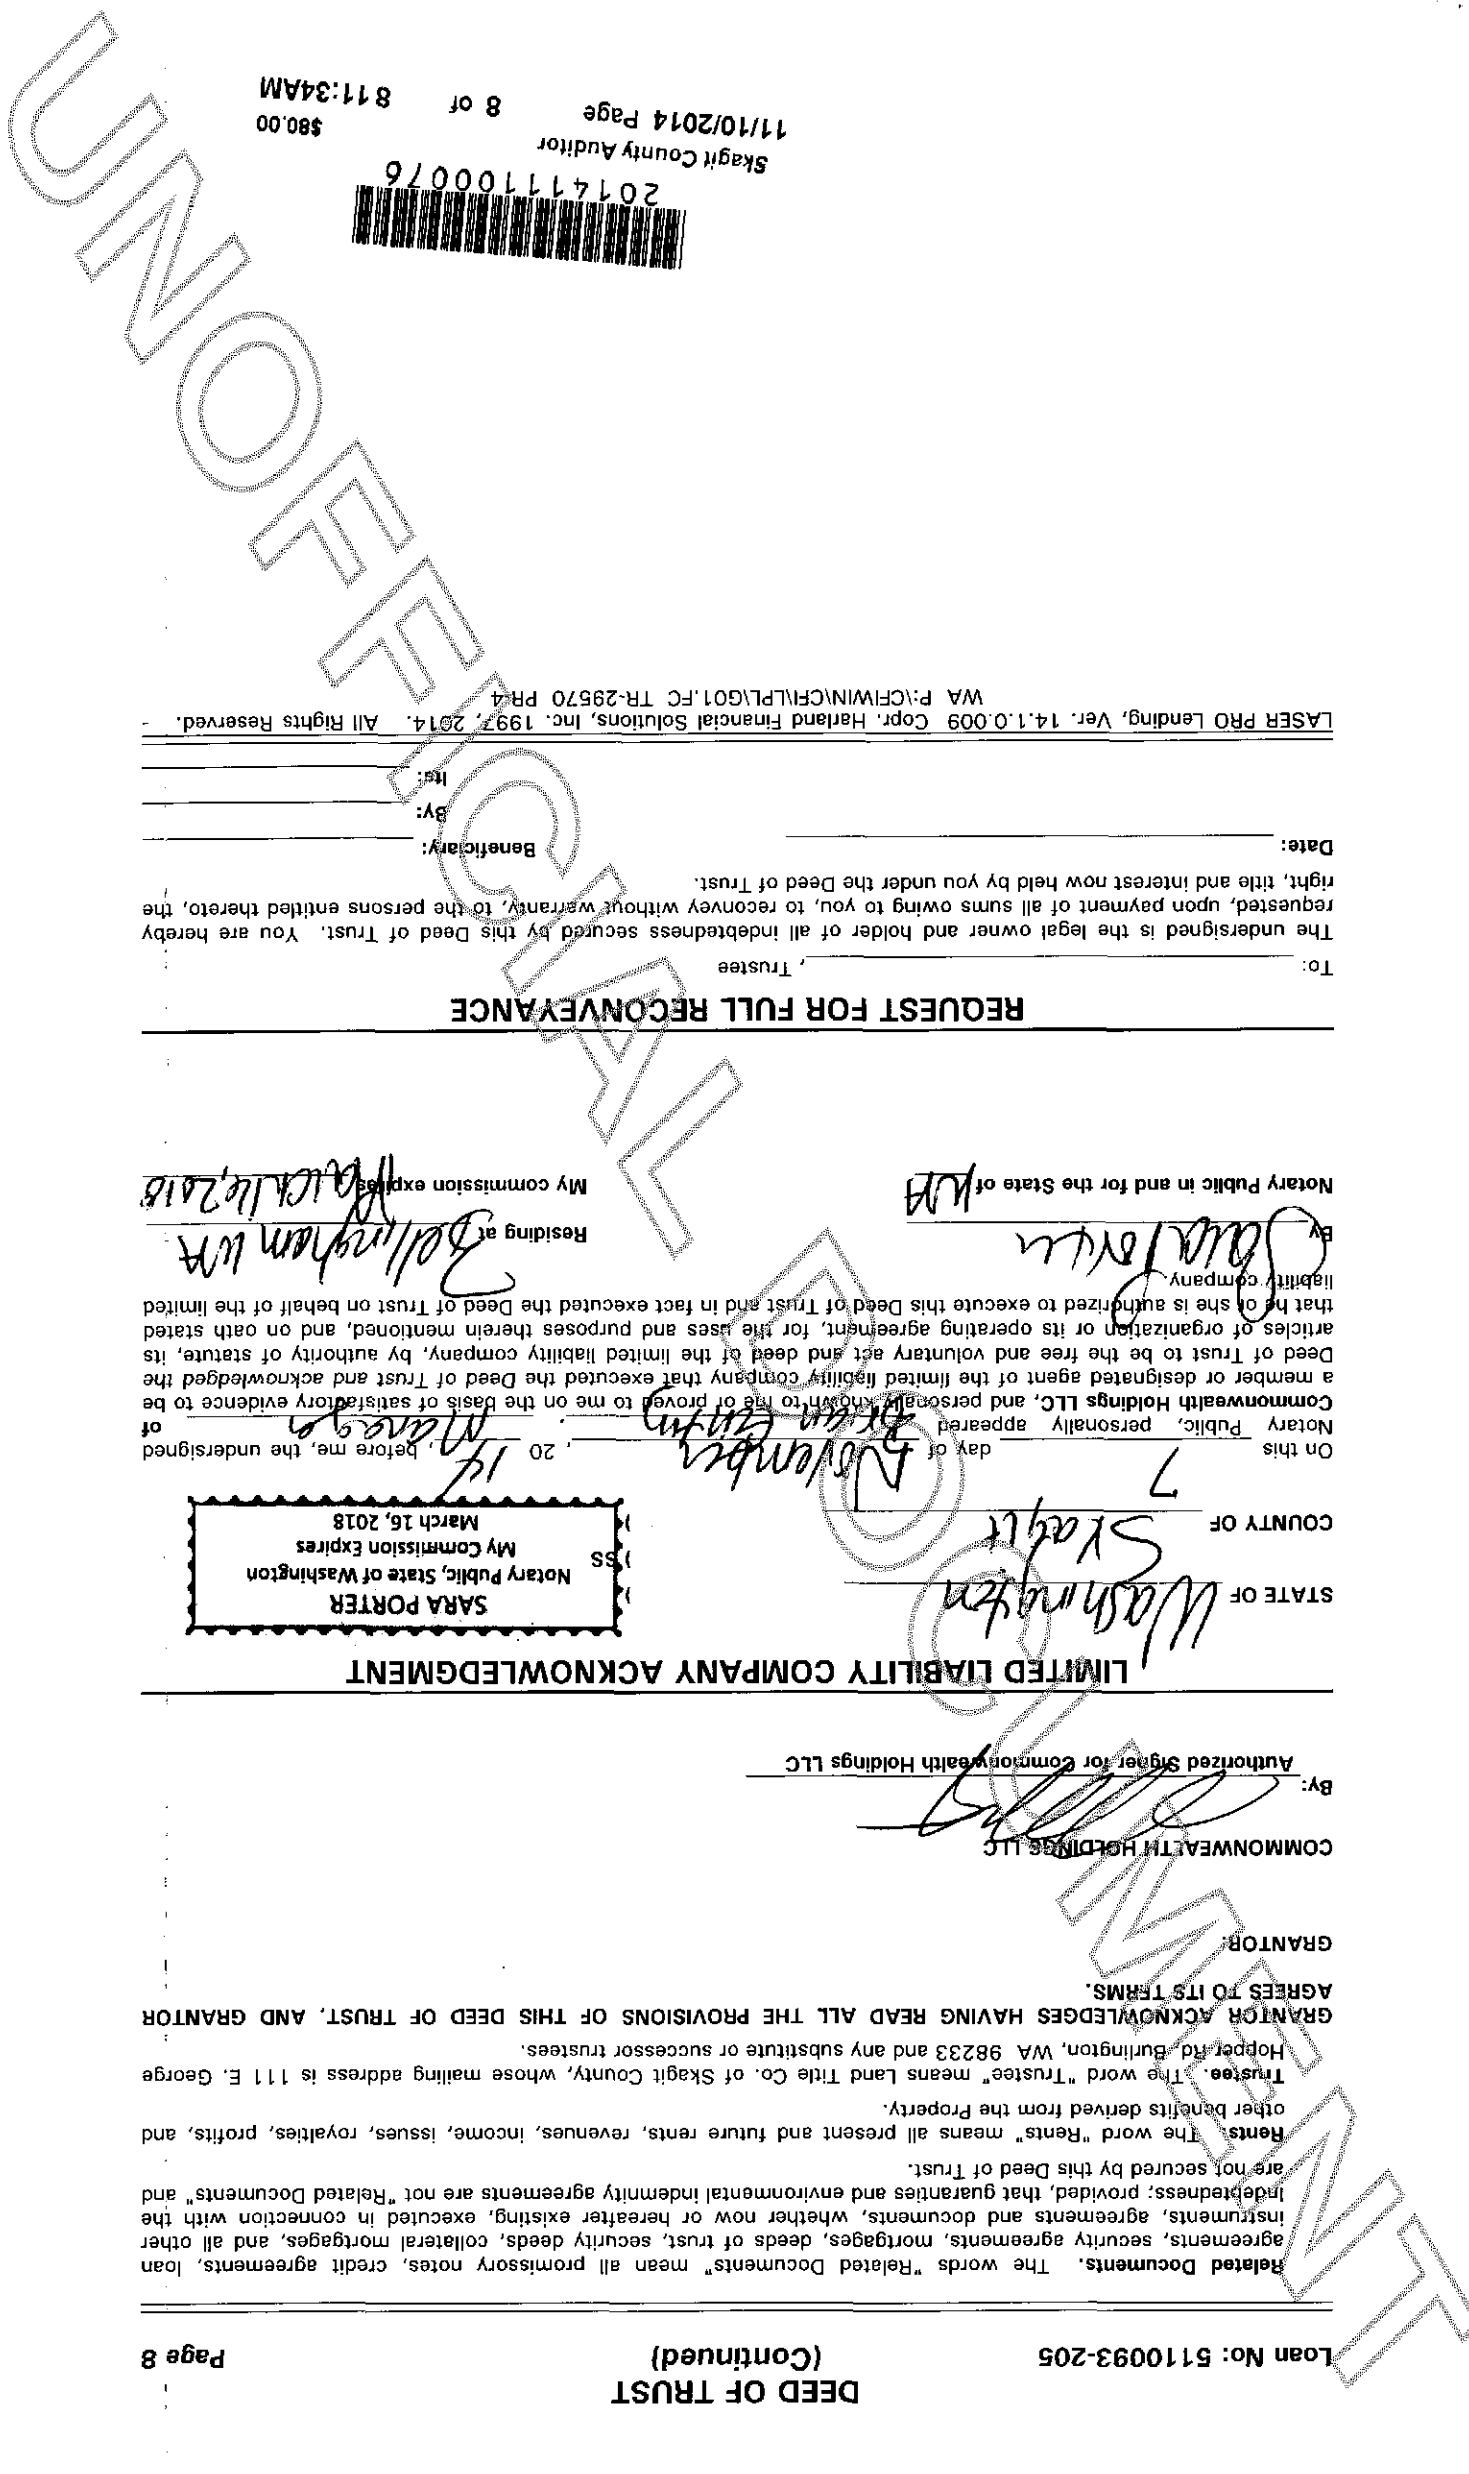 DEED OF TRUST
Loan No: 5110093-205 (Continued) Page 8
Related Documents. The words "Related Documents" mean all promissory notes, credit agreements, loan
agreements, security agreements, mortgages, deeds of trust, security deeds, collateral mortgages, and all other
instruments, agreements and documents, whether now or hereafter existing, executed in connection with the
Indebtedness; provided, that guaranties and environmental indemnity agreements are not "Related Documents" and
are not secured by this Deed of Trust.
Rents. The word "Rents" means all present and future rents, revenues, income, issues, royalties, profits, and
other benefits derived from the Property.
Trustee. The word "Trustee" means Land Title Co. of Skagit County, whose mailing address is 111 E. George
Hopper Rd, Burlington, WA 98233 and any substitute or successor trustees.
GRANTOR ACKNOWLEDGES HAVING READ ALL THE PROVISIONS OF THIS DEED OF TRUST, AND GRANTOR
AGREES TO ITS TERMS.
GRANTOR:
COMMONWEALTH HOLDINGS LLC
By:
Authorized Signer for Commonwealth Holdings LLC
LIMITED LIABILITY COMPANY ACKNOWLEDGMENT
STATE OF Washington )
) SS
COUNTY OF Skagit )
SARA PORTER
Notary Public, State of Washington
My Commission Expires
March 16, 2018
On this 7 day of November, 20 14, before me, the undersigned
Notary Public, personally appeared Manager of
Commonwealth Holdings LLC, and personally known to me or proved to me on the basis of satisfactory evidence to be
a member or designated agent of the limited liability company that executed the Deed of Trust and acknowledged the
Deed of Trust to be the free and voluntary act and deed of the limited liability company, by authority of statute, its
articles of organization or its operating agreement, for the uses and purposes therein mentioned, and on oath stated
that he or she is authorized to execute this Deed of Trust and in fact executed the Deed of Trust on behalf of the limited
liability company.
By Sara Porter Residing at Bellingham WA
Notary Public in and for the State of WA My commission expires March 16, 2018
REQUEST FOR FULL RECONVEYANCE
To: , Trustee
The undersigned is the legal owner and holder of all indebtedness secured by this Deed of Trust. You are hereby
requested, upon payment of all sums owing to you, to reconvey without warranty, to the persons entitled thereto, the
right, title and interest now held by you under the Deed of Trust.
Date: Beneficiary:
By:
Its:
LASER PRO Lending, Ver. 14.1.0.009 Copr. Harland Financial Solutions, Inc. 1997, 2014. All Rights Reserved. -
WA P:\CFIWIN\CFI\LPL\G01.FC TR-29570 PR-4
201411100076
Skagit County Auditor $80.00
11/10/2014 Page 8 of 8 11:34AM
UNOFFICIAL DOCUMENT